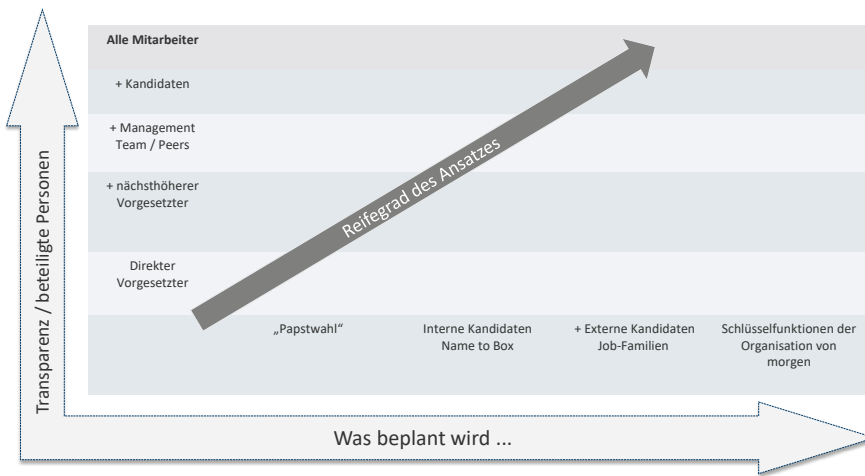 Alle Mitarbeiter
+ Kandidaten
+ Management
Team / Peers
+ nächsthöherer
Vorgesetzter
Direkter
Vorgesetzter
Transparenz / beteiligte Personen
Reifegrad des Ansatzes
„Papstwahl“
Interne Kandidaten
Name to Box
+ Externe Kandidaten
Job-Familien
Schlüsselfunktionen der
Organisation von
morgen
Was beplant wird ...